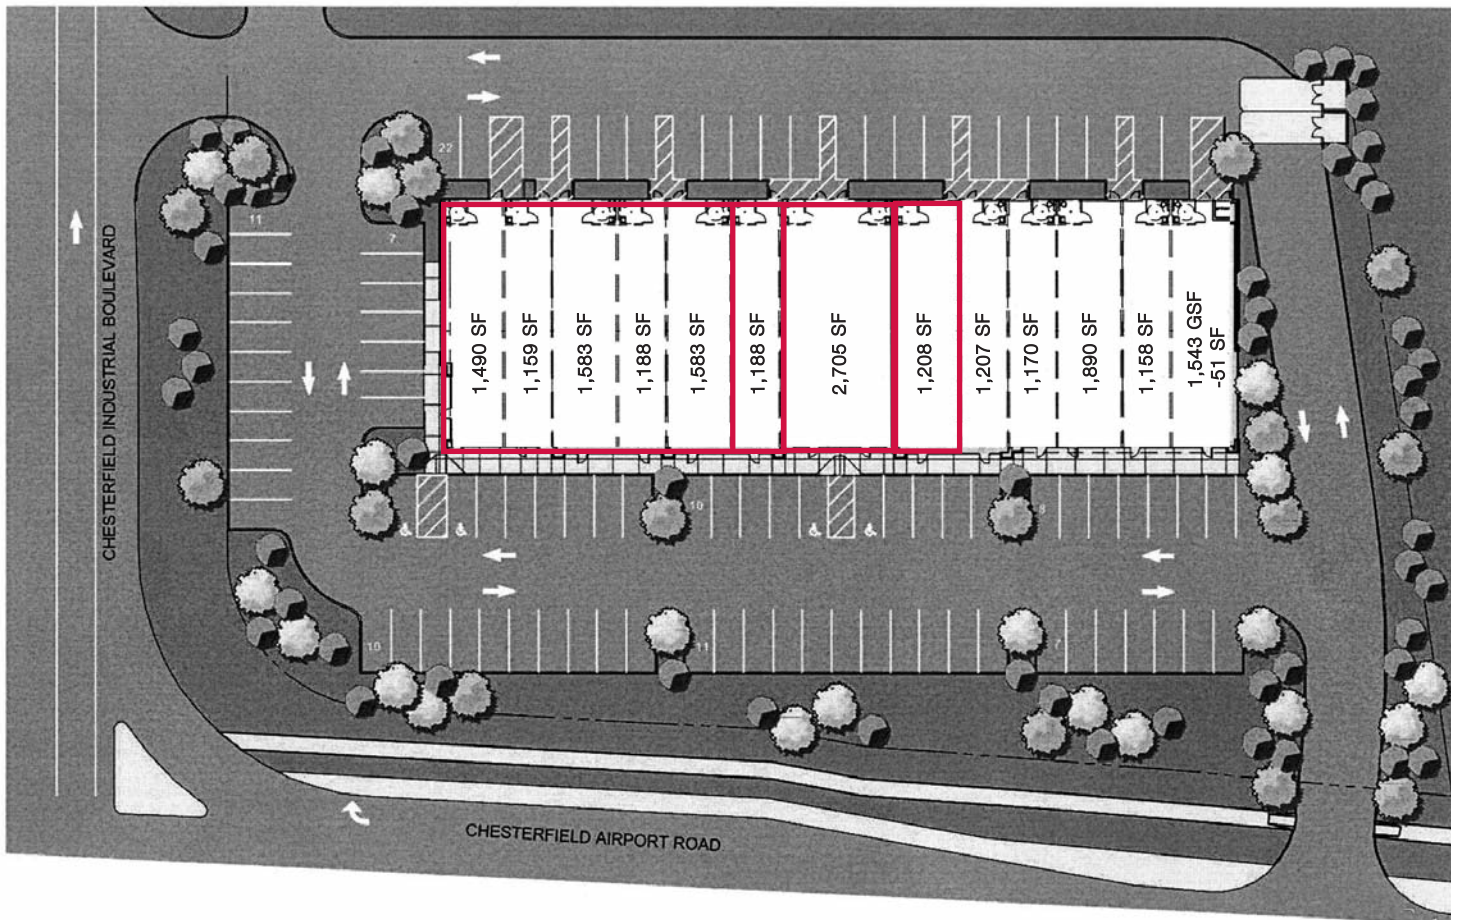 22
11
7
CHESTERFIELD INDUSTRIAL BOULEVARD
1,490 SF
1,159 SF
1,583 SF
1,188 SF
1,583 SF
1,188 SF
2,705 SF
1,208 SF
1,207 SF
1,170 SF
1,890 SF
1,158 SF
1,543 GSF
-51 SF
10
8
10
11
7
CHESTERFIELD AIRPORT ROAD